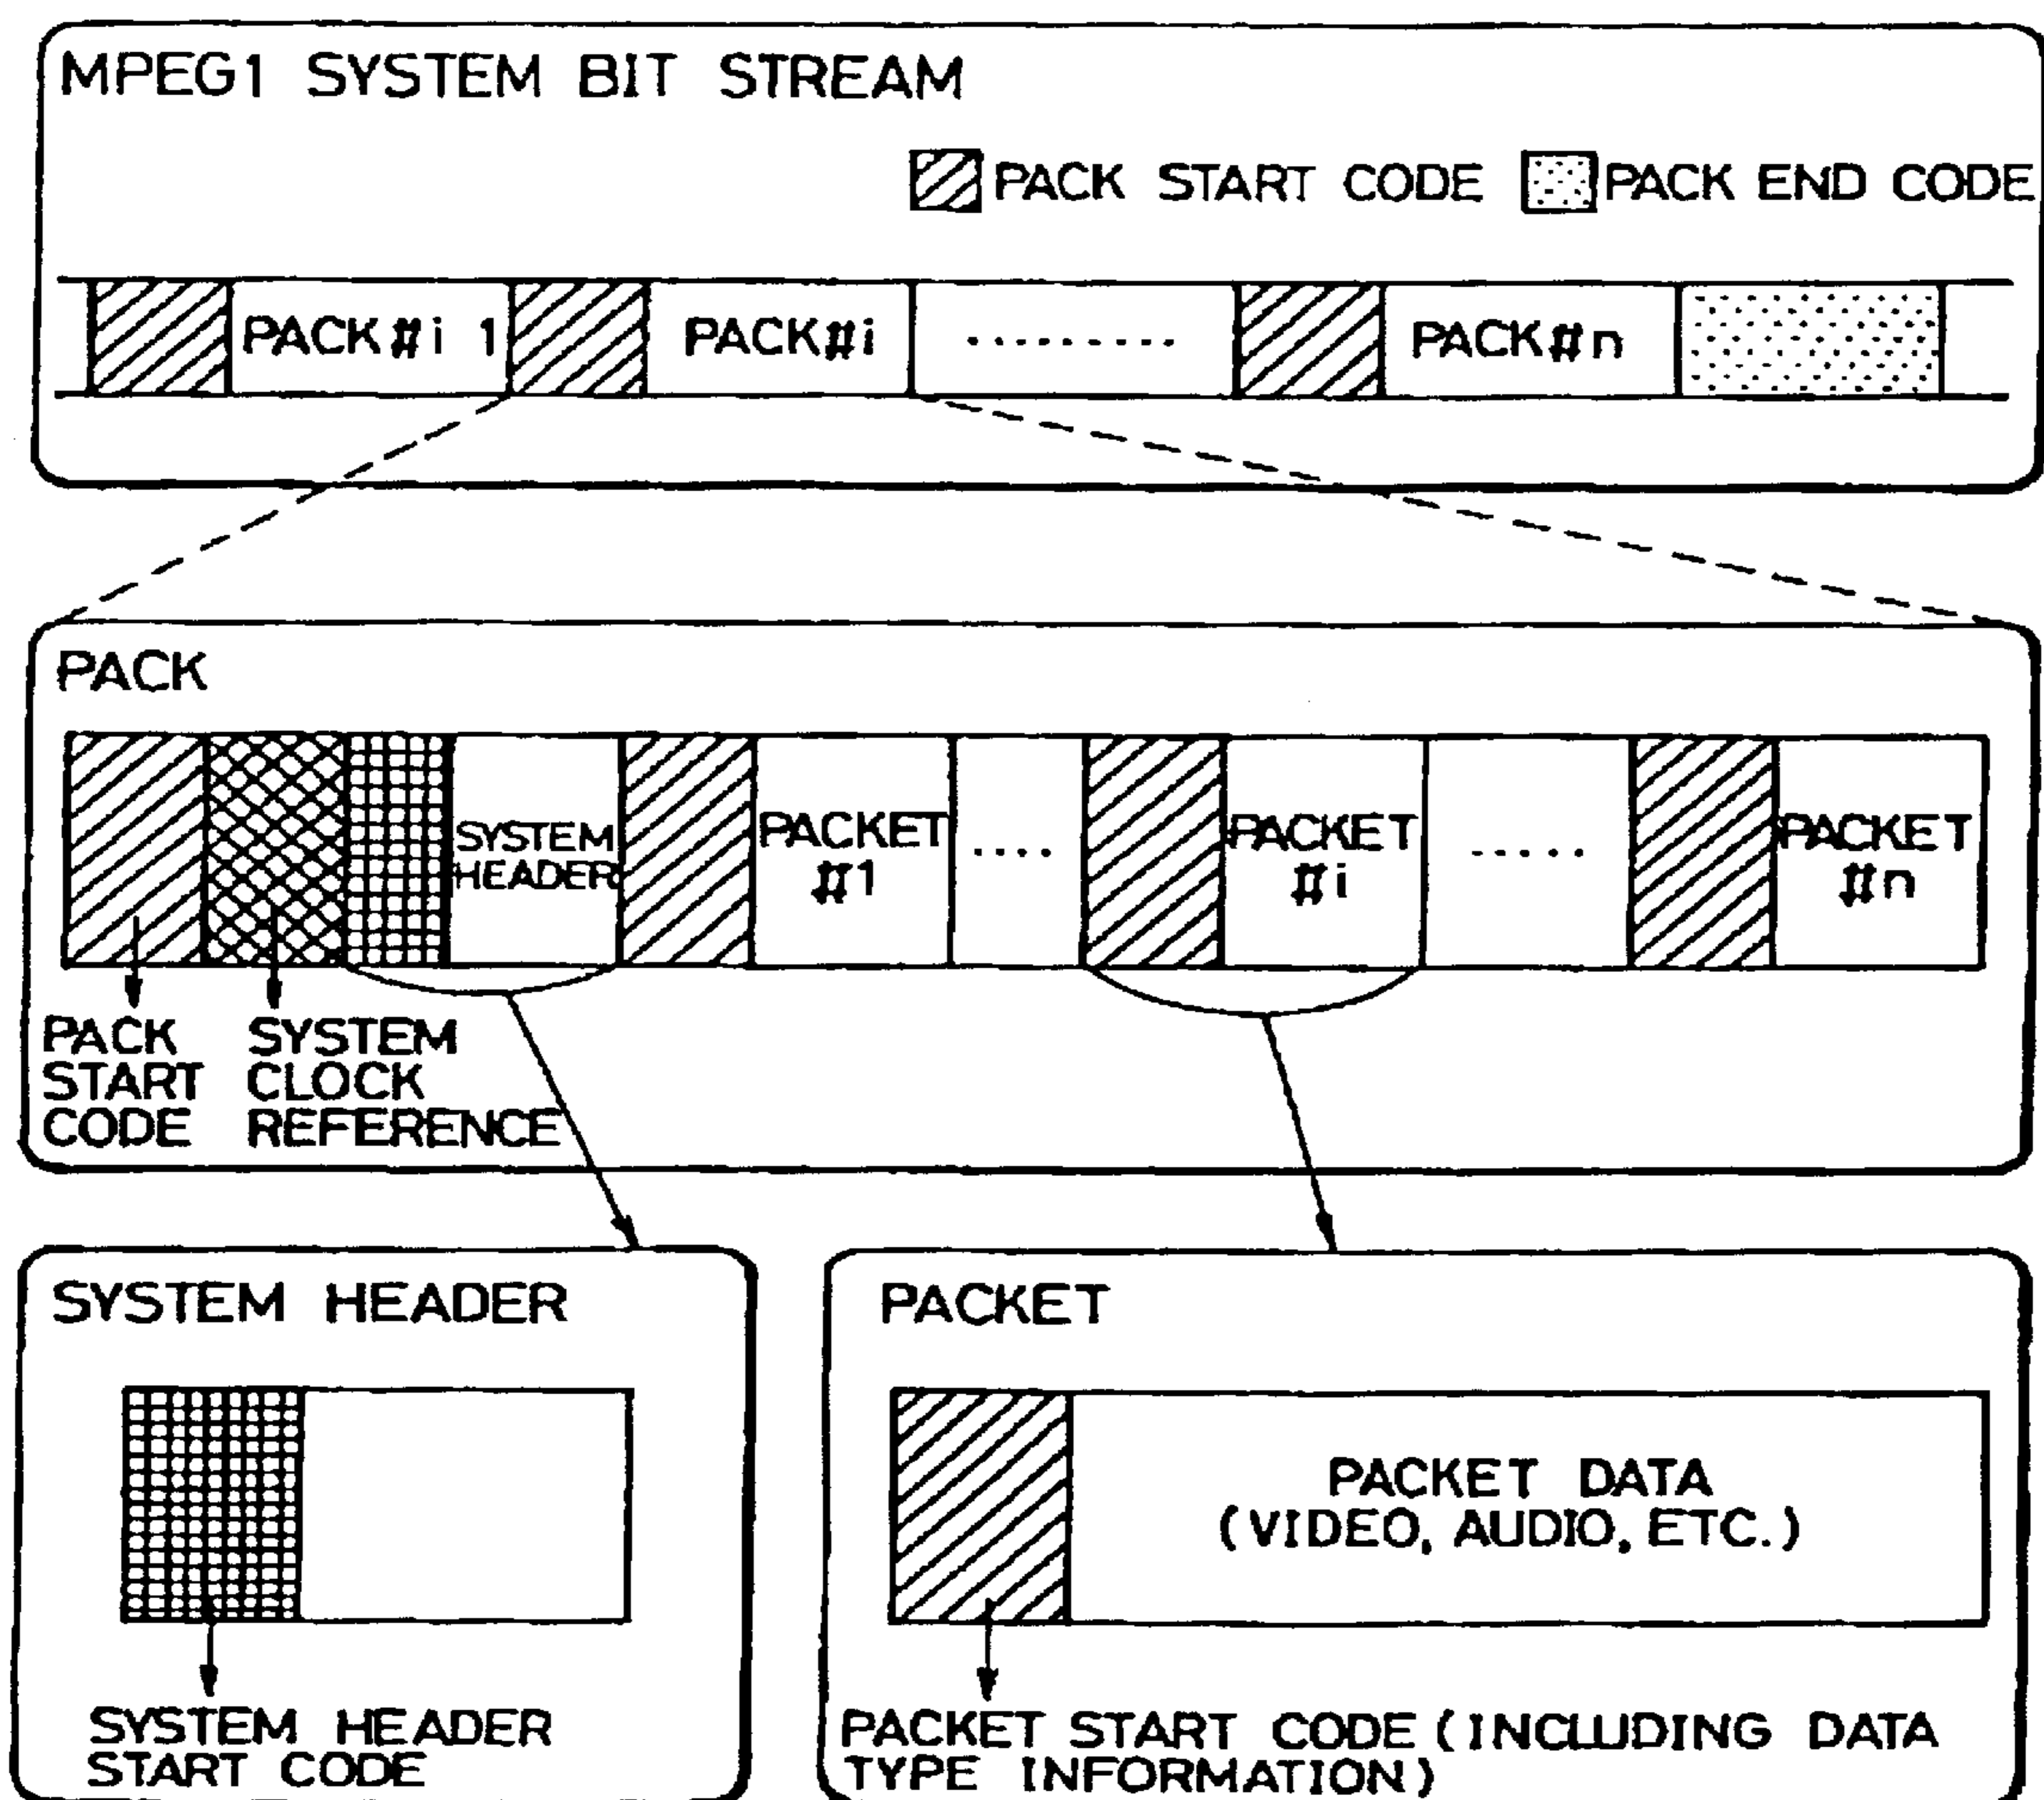 MPEG1 SYSTEM BIT STREAM
PACK START CODE PACK END CODE
PACK#i 1 PACK#i ......... PACK#n
PACK
SYSTEM
HEADER
PACKET
#1
....
PACKET
#i
.....
PACKET
#n
PACK
START
CODE
SYSTEM
CLOCK
REFERENCE
SYSTEM HEADER
SYSTEM HEADER
START CODE
PACKET
PACKET DATA
(VIDEO, AUDIO, ETC.)
PACKET START CODE (INCLUDING DATA
TYPE INFORMATION)